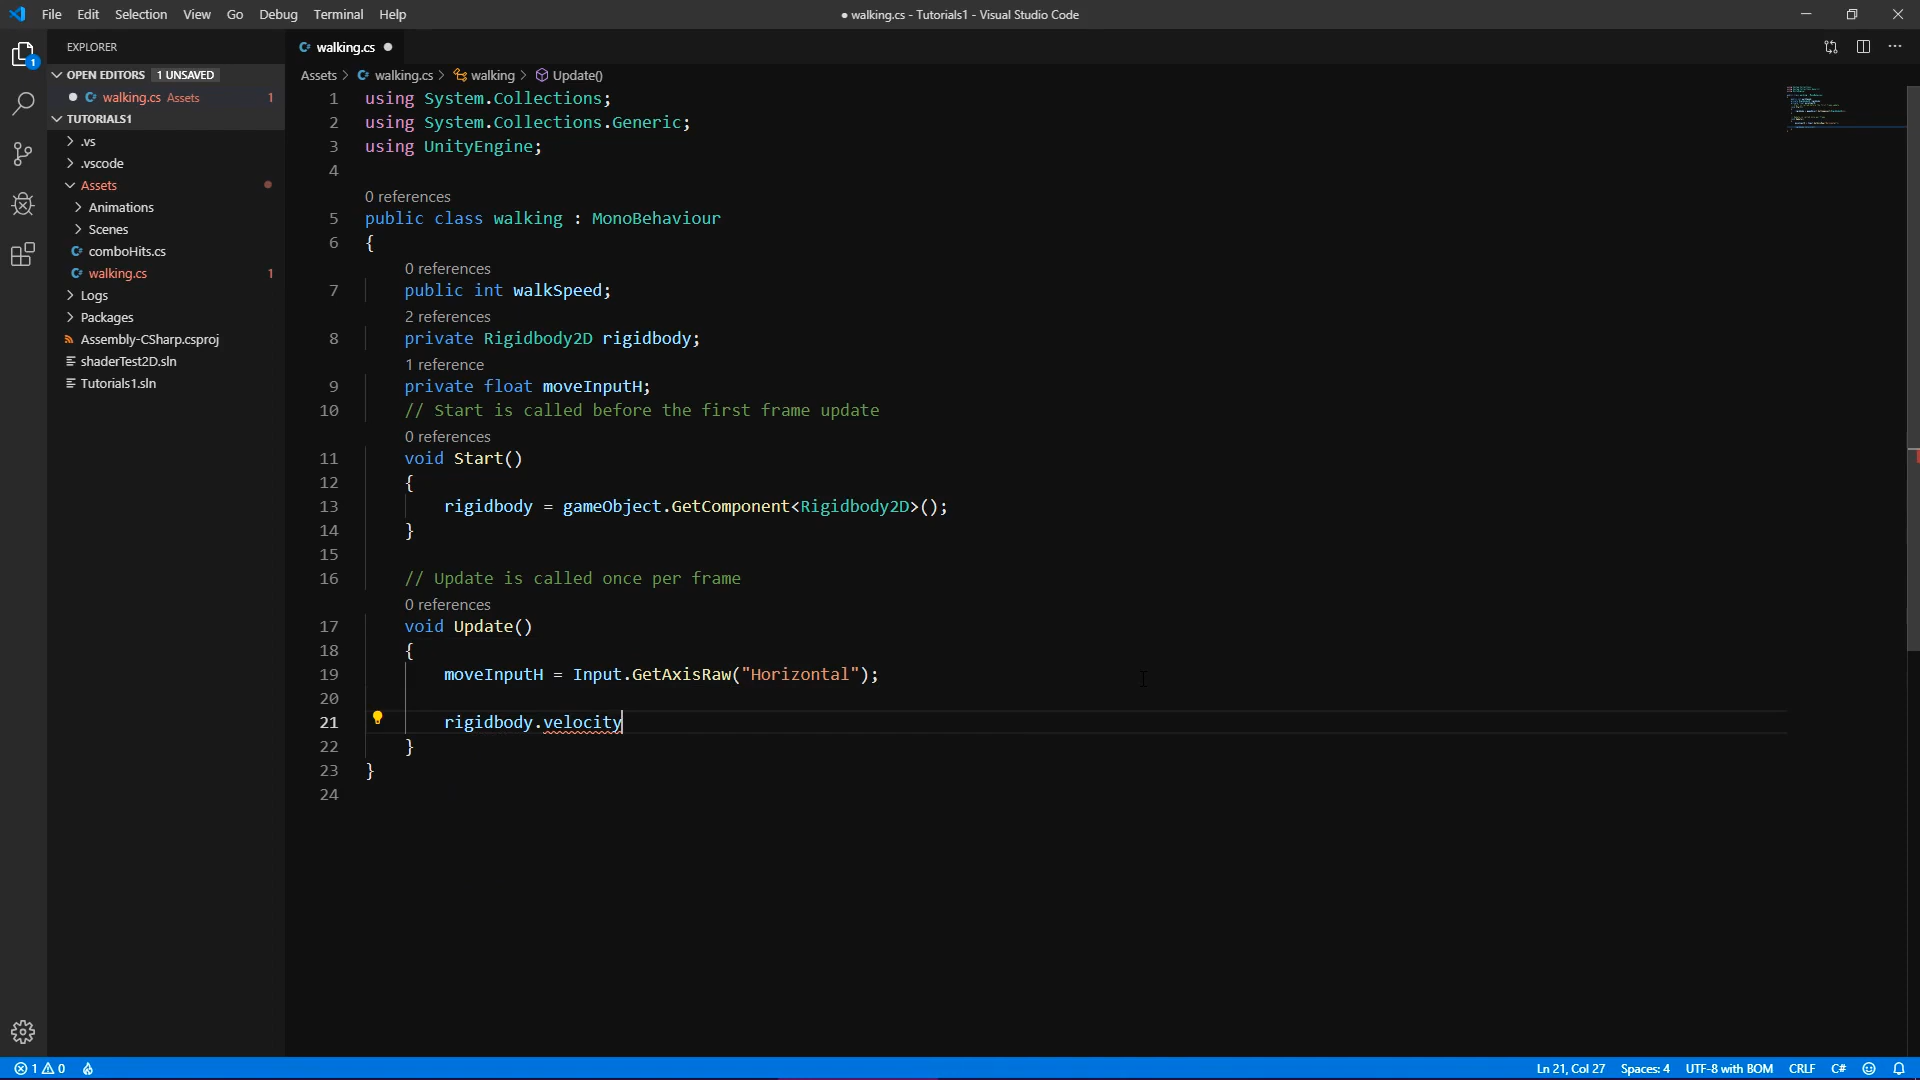 File Edit Selection View Go Debug Terminal Help
● walking.cs - Tutorials1 - Visual Studio Code
EXPLORER
OPEN EDITORS 1 UNSAVED
walking.cs Assets 1
TUTORIALS1
.vs
.vscode
Assets
Animations
Scenes
comboHits.cs
walking.cs 1
Logs
Packages
Assembly-CSharp.csproj
shaderTest2D.sln
Tutorials1.sln
1
walking.cs
Assets > walking.cs > walking > Update()
1 using System.Collections;
2 using System.Collections.Generic;
3 using UnityEngine;
4
0 references
5 public class walking : MonoBehaviour
6 {
0 references
7 public int walkSpeed;
2 references
8 private Rigidbody2D rigidbody;
1 reference
9 private float moveInputH;
10 // Start is called before the first frame update
0 references
11 void Start()
12 {
13 rigidbody = gameObject.GetComponent<Rigidbody2D>();
14 }
15
16 // Update is called once per frame
0 references
17 void Update()
18 {
19 moveInputH = Input.GetAxisRaw("Horizontal");
20
21 rigidbody.velocity
22 }
23 }
24
1 0
Ln 21, Col 27 Spaces: 4 UTF-8 with BOM CRLF C#